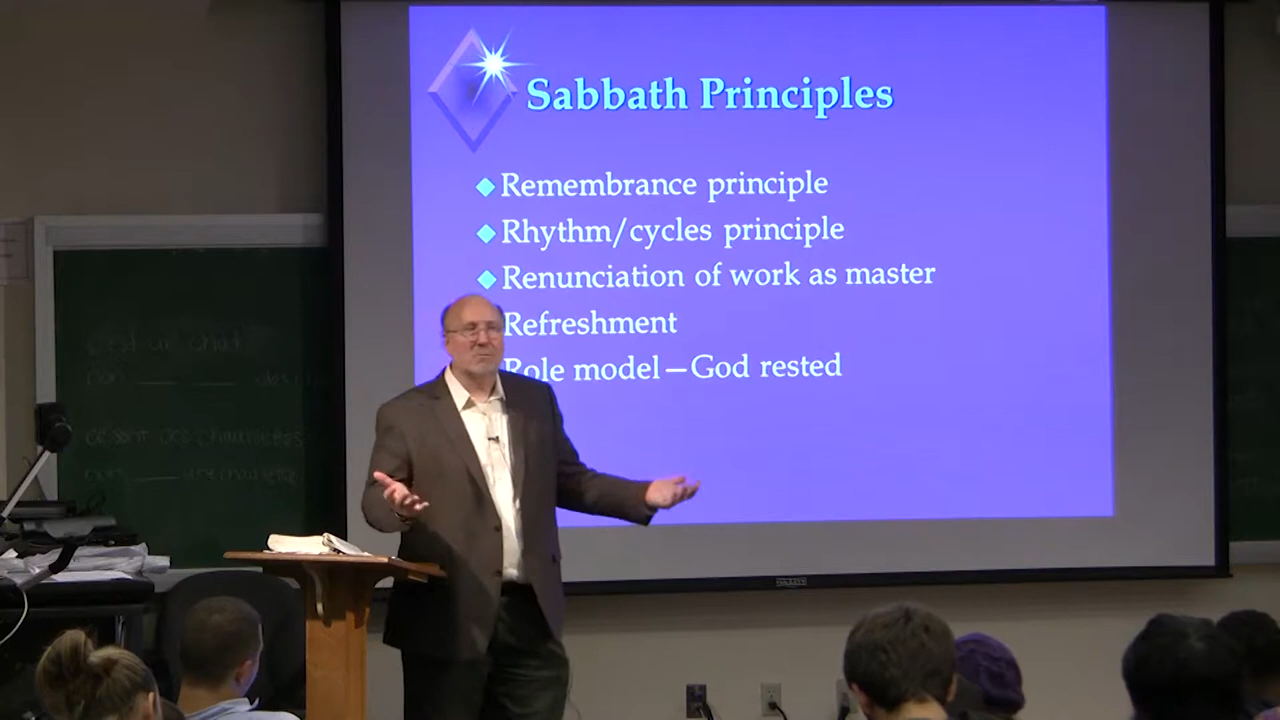 Sabbath Principles
Remembrance principle
Rhythm/cycles principle
Renunciation of work as master
Refreshment
Role model—God rested